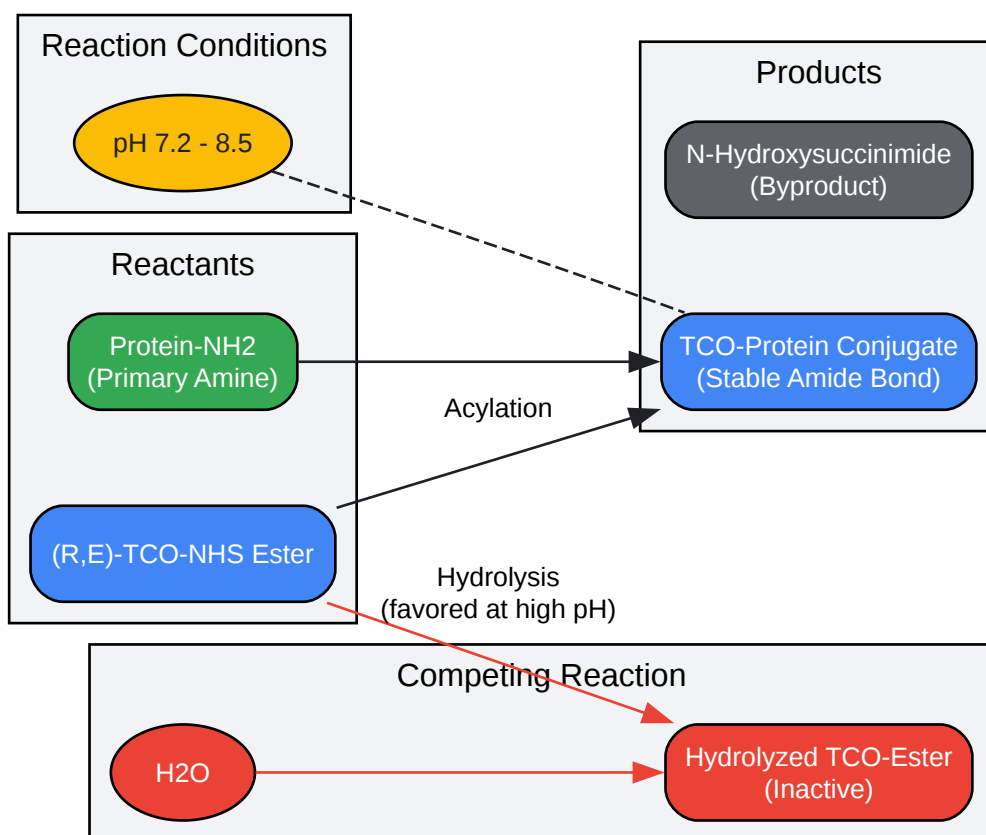 Reaction Conditions
pH 7.2 - 8.5
Reactants
Protein-NH2
(Primary Amine)
(R,E)-TCO-NHS Ester
Products
N-Hydroxysuccinimide
(Byproduct)
TCO-Protein Conjugate
(Stable Amide Bond)
Acylation
Hydrolysis
(favored at high pH)
Competing Reaction
H2O
Hydrolyzed TCO-Ester
(Inactive)